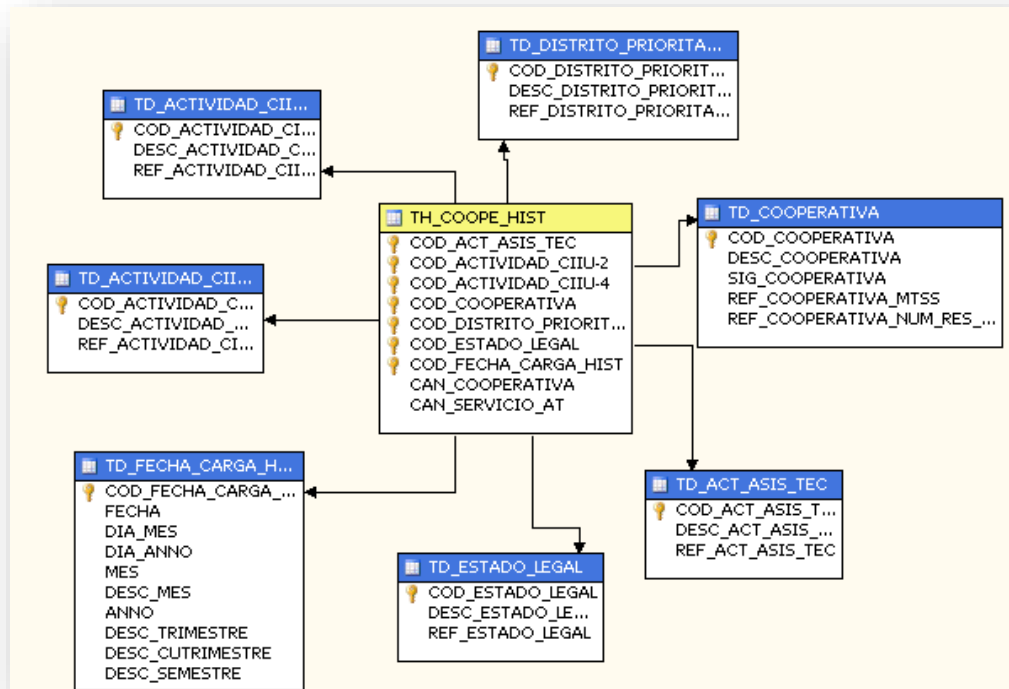 TD_DISTRITO_PRIORITA...
COD_DISTRITO_PRIORIT...
DESC_DISTRITO_PRIORIT...
REF_DISTRITO_PRIORITA...
TD_ACTIVIDAD_CII...
COD_ACTIVIDAD_CI...
DESC_ACTIVIDAD_C...
REF_ACTIVIDAD_CII...
TH_COOPE_HIST
COD_ACT_ASIS_TEC
COD_ACTIVIDAD_CIIU-2
COD_ACTIVIDAD_CIIU-4
COD_COOPERATIVA
COD_DISTRITO_PRIORIT...
COD_ESTADO_LEGAL
COD_FECHA_CARGA_HIST
CAN_COOPERATIVA
CAN_SERVICIO_AT
TD_COOPERATIVA
COD_COOPERATIVA
DESC_COOPERATIVA
SIG_COOPERATIVA
REF_COOPERATIVA_MTSS
REF_COOPERATIVA_NUM_RES_...
TD_ACTIVIDAD_CII...
COD_ACTIVIDAD_C...
DESC_ACTIVIDAD_...
REF_ACTIVIDAD_CI...
TD_FECHA_CARGA_H...
COD_FECHA_CARGA_...
FECHA
DIA_MES
DIA_ANNO
MES
DESC_MES
ANNO
DESC_TRIMESTRE
DESC_CUTRIMESTRE
DESC_SEMESTRE
TD_ESTADO_LEGAL
COD_ESTADO_LEGAL
DESC_ESTADO_LE...
REF_ESTADO_LEGAL
TD_ACT_ASIS_TEC
COD_ACT_ASIS_T...
DESC_ACT_ASIS_...
REF_ACT_ASIS_TEC